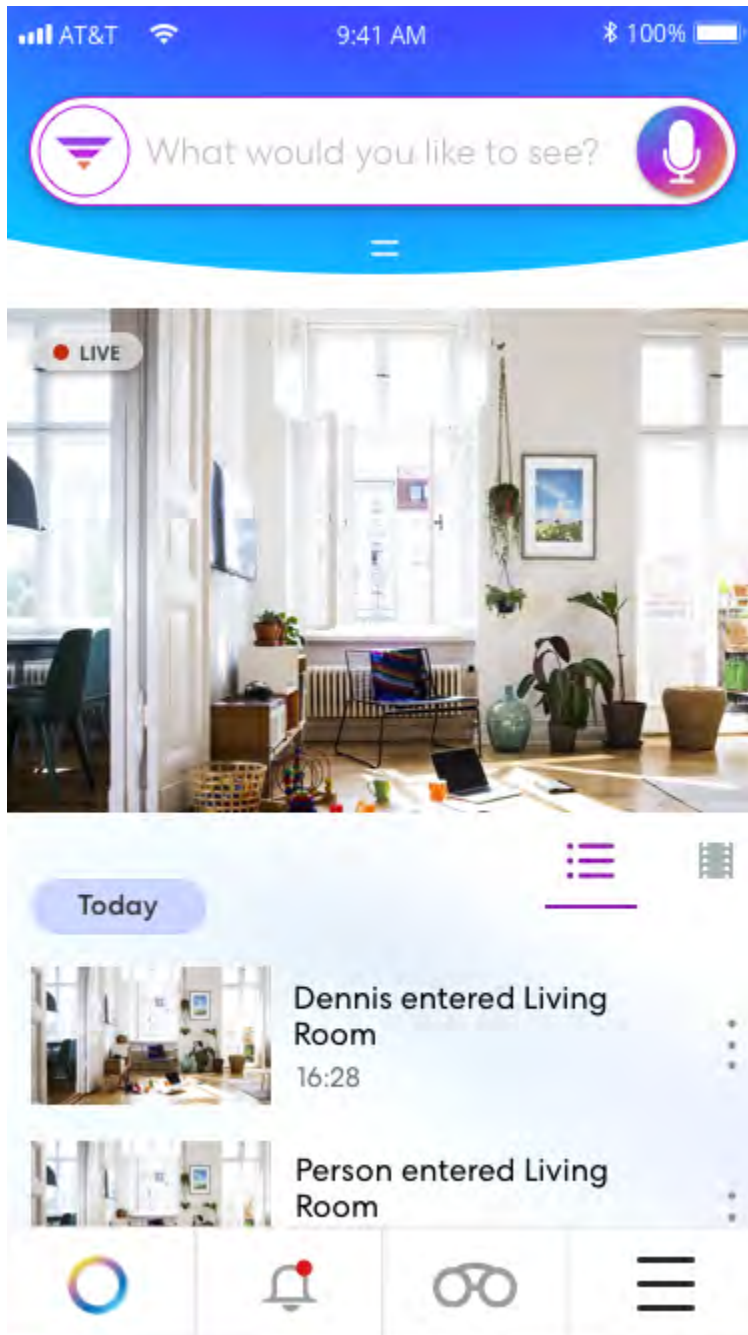 AT&T
9:41 AM
100%
What would you like to see?
LIVE
Today
Dennis entered Living
Room
16:28
Person entered Living
Room